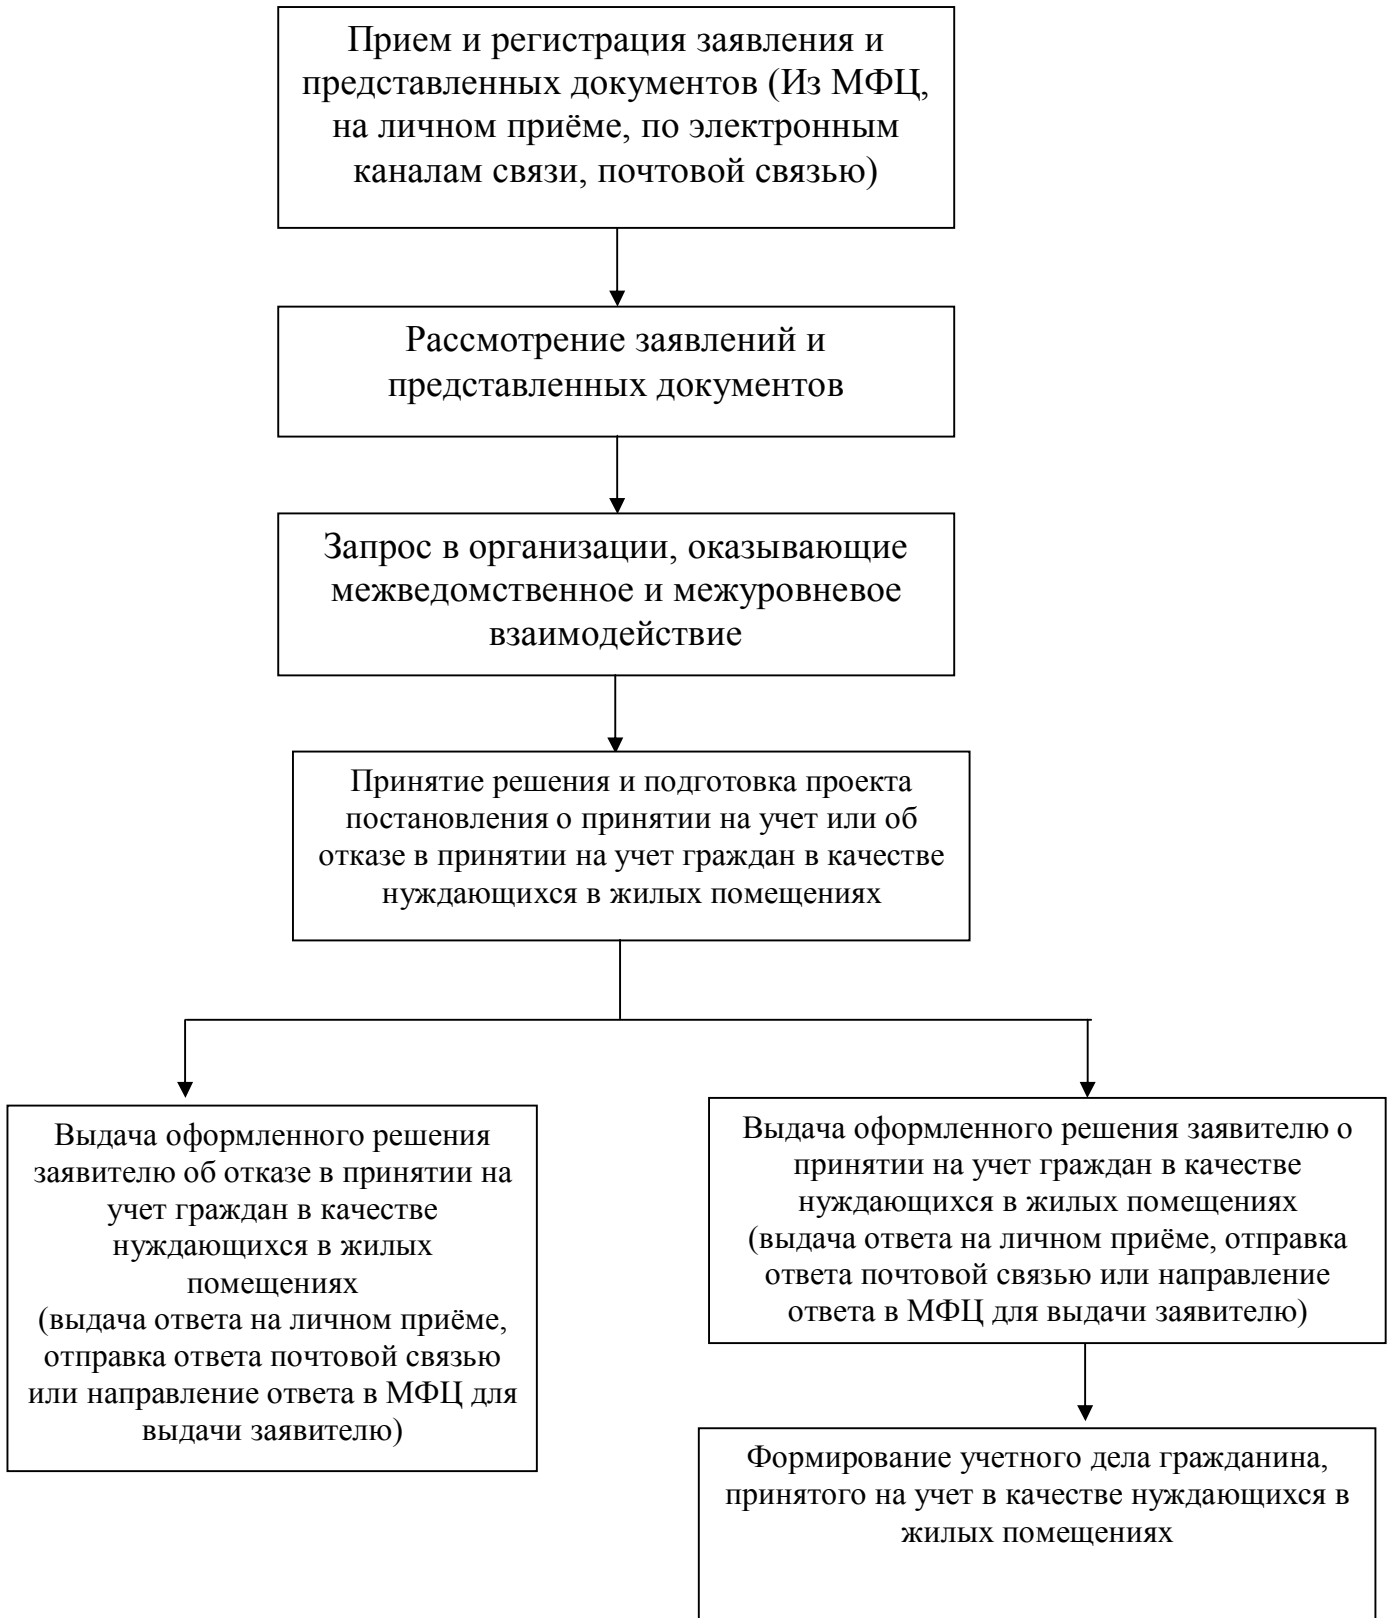 Прием и регистрация заявления и
представленных документов (Из МФЦ,
на личном приёме, по электронным
каналам связи, почтовой связью)
Рассмотрение заявлений и
представленных документов
Запрос в организации, оказывающие
межведомственное и межуровневое
взаимодействие
Принятие решения и подготовка проекта
постановления о принятии на учет или об
отказе в принятии на учет граждан в качестве
нуждающихся в жилых помещениях
Выдача оформленного решения
заявителю об отказе в принятии на
учет граждан в качестве
нуждающихся в жилых
помещениях
(выдача ответа на личном приёме,
отправка ответа почтовой связью
или направление ответа в МФЦ для
выдачи заявителю)
Выдача оформленного решения заявителю о
принятии на учет граждан в качестве
нуждающихся в жилых помещениях
(выдача ответа на личном приёме, отправка
ответа почтовой связью или направление
ответа в МФЦ для выдачи заявителю)
Формирование учетного дела гражданина,
принятого на учет в качестве нуждающихся в
жилых помещениях